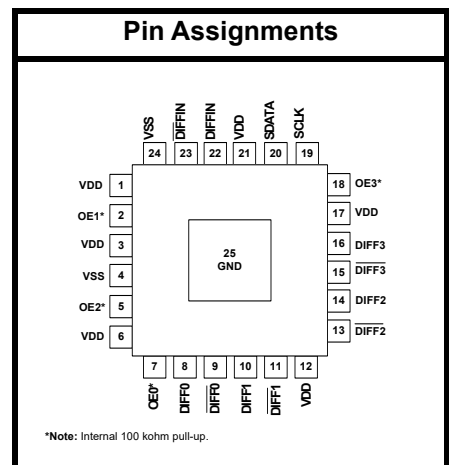 Pin Assignments
VSS DIFFIN DIFFIN VDD SDATA SCLK
24 23 22 21 20 19
VDD 1
18 OE3*
OE1* 2
17 VDD
VDD 3
16 DIFF3
25
GND
VSS 4
15 DIFF3
OE2* 5
14 DIFF2
VDD 6
13 DIFF2
7 8 9 10 11 12
OE0* DIFF0 DIFF0 DIFF1 DIFF1 VDD
*Note: Internal 100 kohm pull-up.